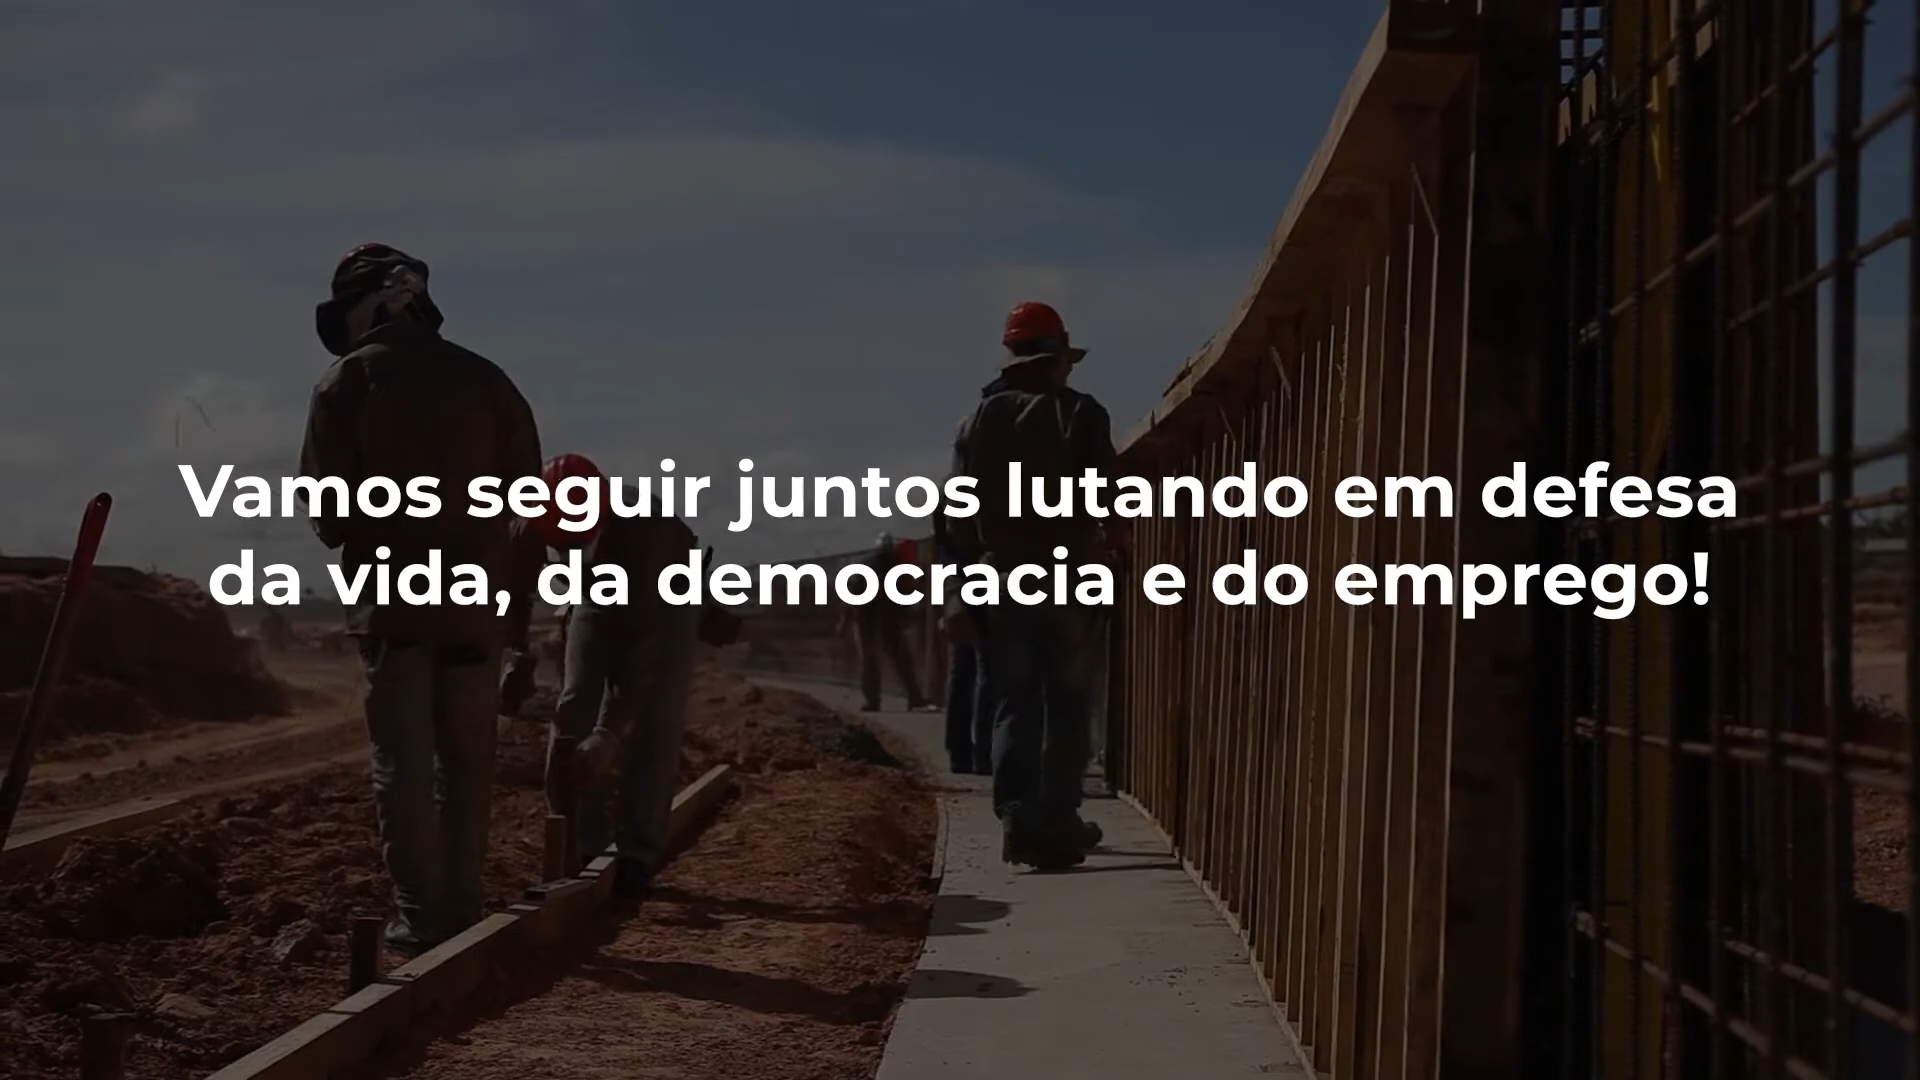 Vamos seguir juntos lutando em defesa
da vida, da democracia e do emprego!